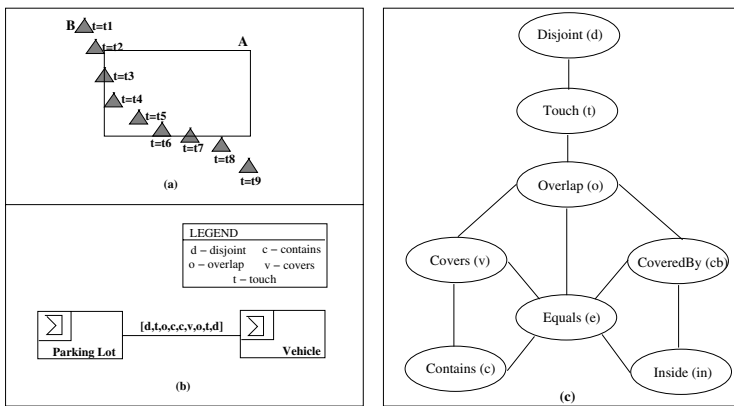 B
t=t1
t=t2
A
t=t3
t=t4
t=t5
t=t6
t=t7
t=t8
t=t9
(a)
LEGEND
d – disjoint c – contains
o – overlap v – covers
t – touch
[d,t,o,c,c,v,o,t,d]
Parking Lot
Vehicle
(b)
Disjoint (d)
Touch (t)
Overlap (o)
Covers (v)
CoveredBy (cb)
Equals (e)
Contains (c)
Inside (in)
(c)